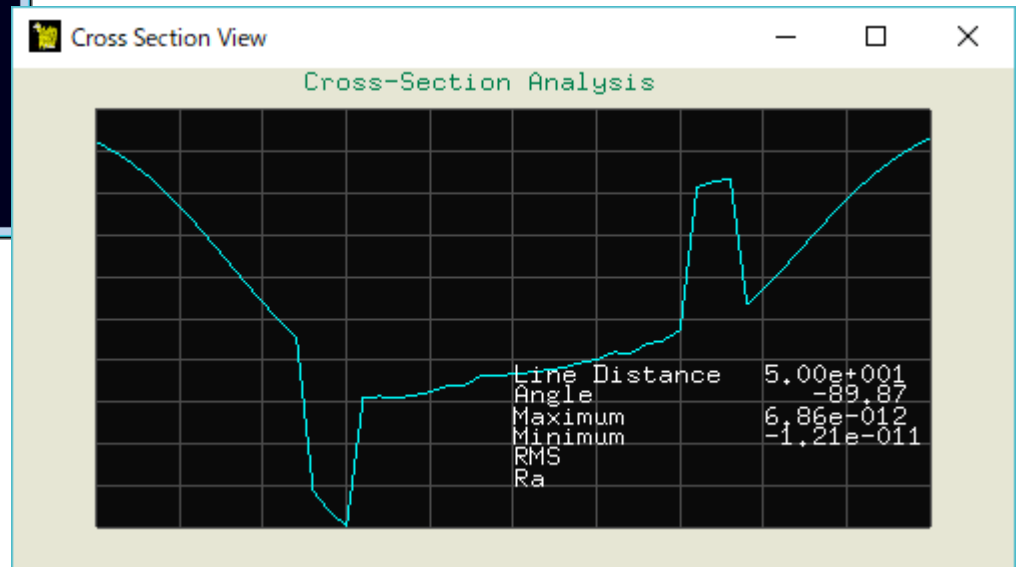 Cross Section View
Cross-Section Analysis
Line Distance 5.00e+001
Angle -89.87
Maximum 6.86e-012
Minimum -1.21e-011
RMS
Ra